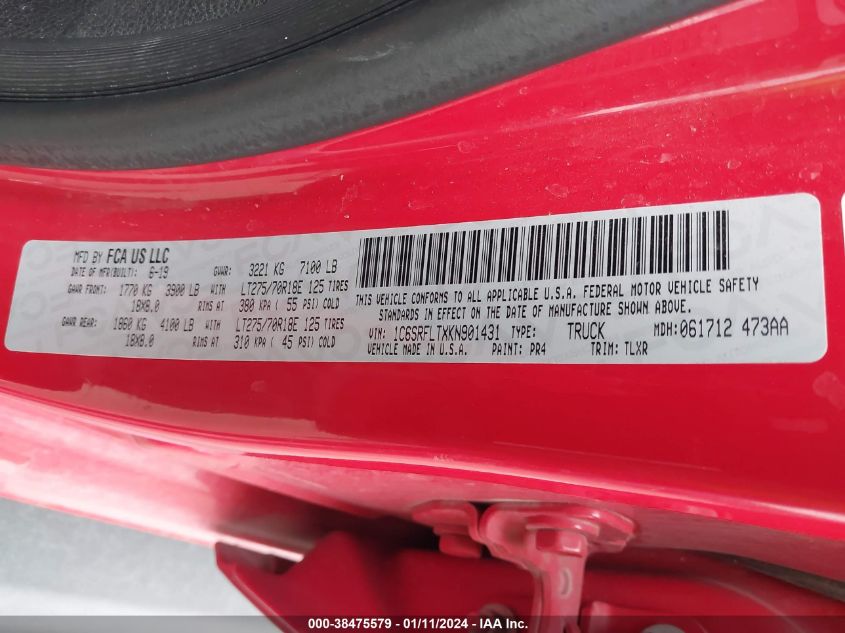 MFD BY FCA US LLC
DATE OF MFR(BUILT): 6-19
GVWR: 3221 KG 7100 LB
GAWR FRONT: 1770 KG 3900 LB WITH LT275/70R18E 125 TIRES
18X8.0 RIMS AT 380 KPA ( 55 PSI) COLD
GAWR REAR: 1860 KG 4100 LB WITH LT275/70R18E 125 TIRES
18X8.0 RIMS AT 310 KPA ( 45 PSI) COLD
THIS VEHICLE CONFORMS TO ALL APPLICABLE U.S.A. FEDERAL MOTOR VEHICLE SAFETY
STANDARDS IN EFFECT ON THE DATE OF MANUFACTURE SHOWN ABOVE.
VIN: 1C6SRFLTXKN901431 TYPE: TRUCK MDH:061712 473AA
VEHICLE MADE IN U.S.A. PAINT: PR4 TRIM: TLXR
000-38475579 / 01/11/2024 - IAA Inc.